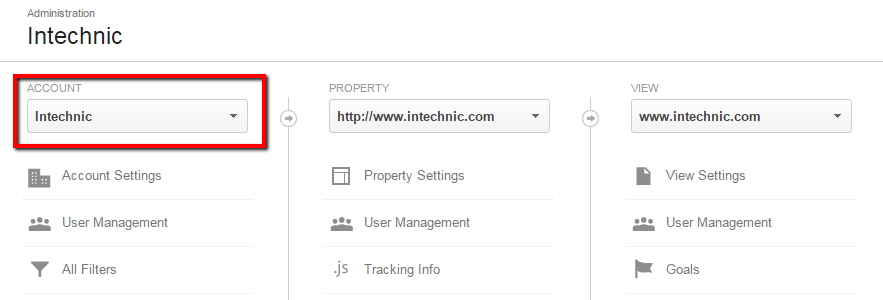 Administration
Intechnic
ACCOUNT
Intechnic
Account Settings
User Management
All Filters
PROPERTY
http://www.intechnic.com
Property Settings
User Management
.js
Tracking Info
VIEW
www.intechnic.com
View Settings
User Management
Goals